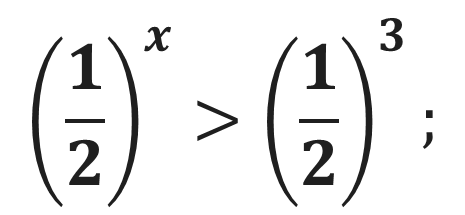 (1/2)^x > (1/2)^3 ;